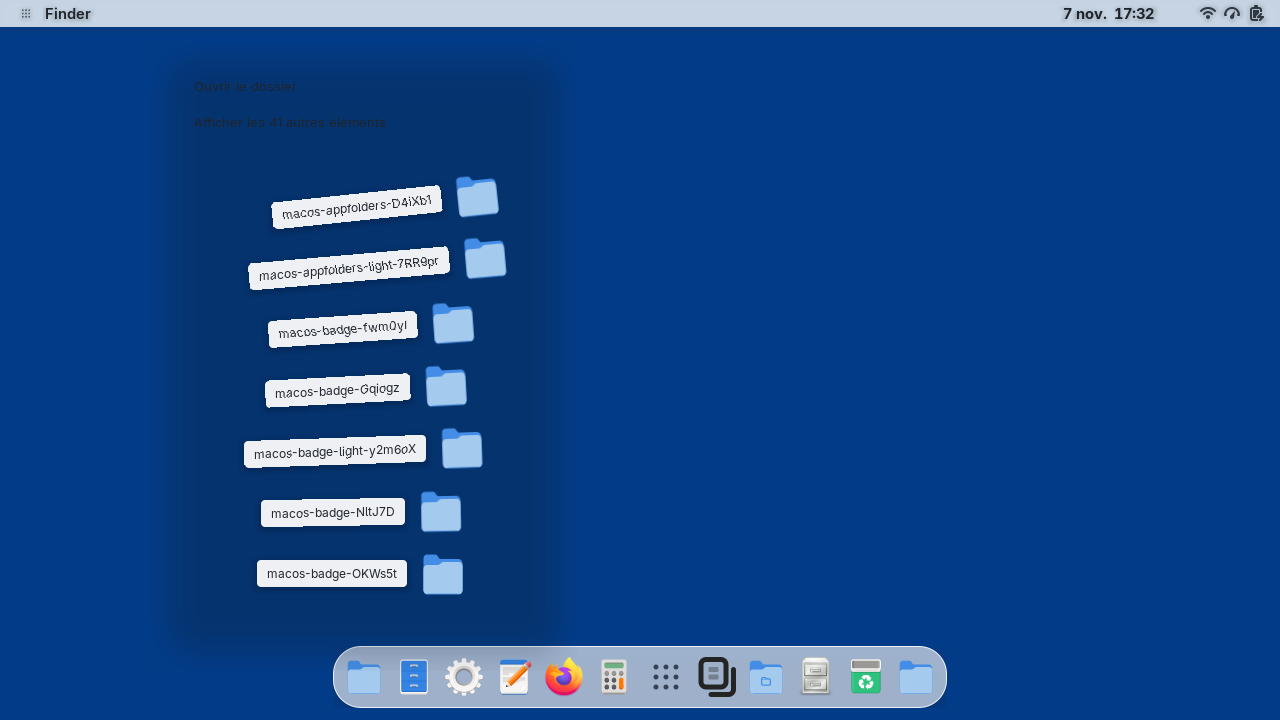 Finder
7 nov. 17:32
Ouvrir le dossier
Afficher les 41 autres éléments
macos-appfolders-D4iXb1
macos-appfolders-light-7RR9pr
macos-badge-fwm0yI
macos-badge-Gqiogz
macos-badge-light-y2m6oX
macos-badge-NltJ7D
macos-badge-OKWs5t